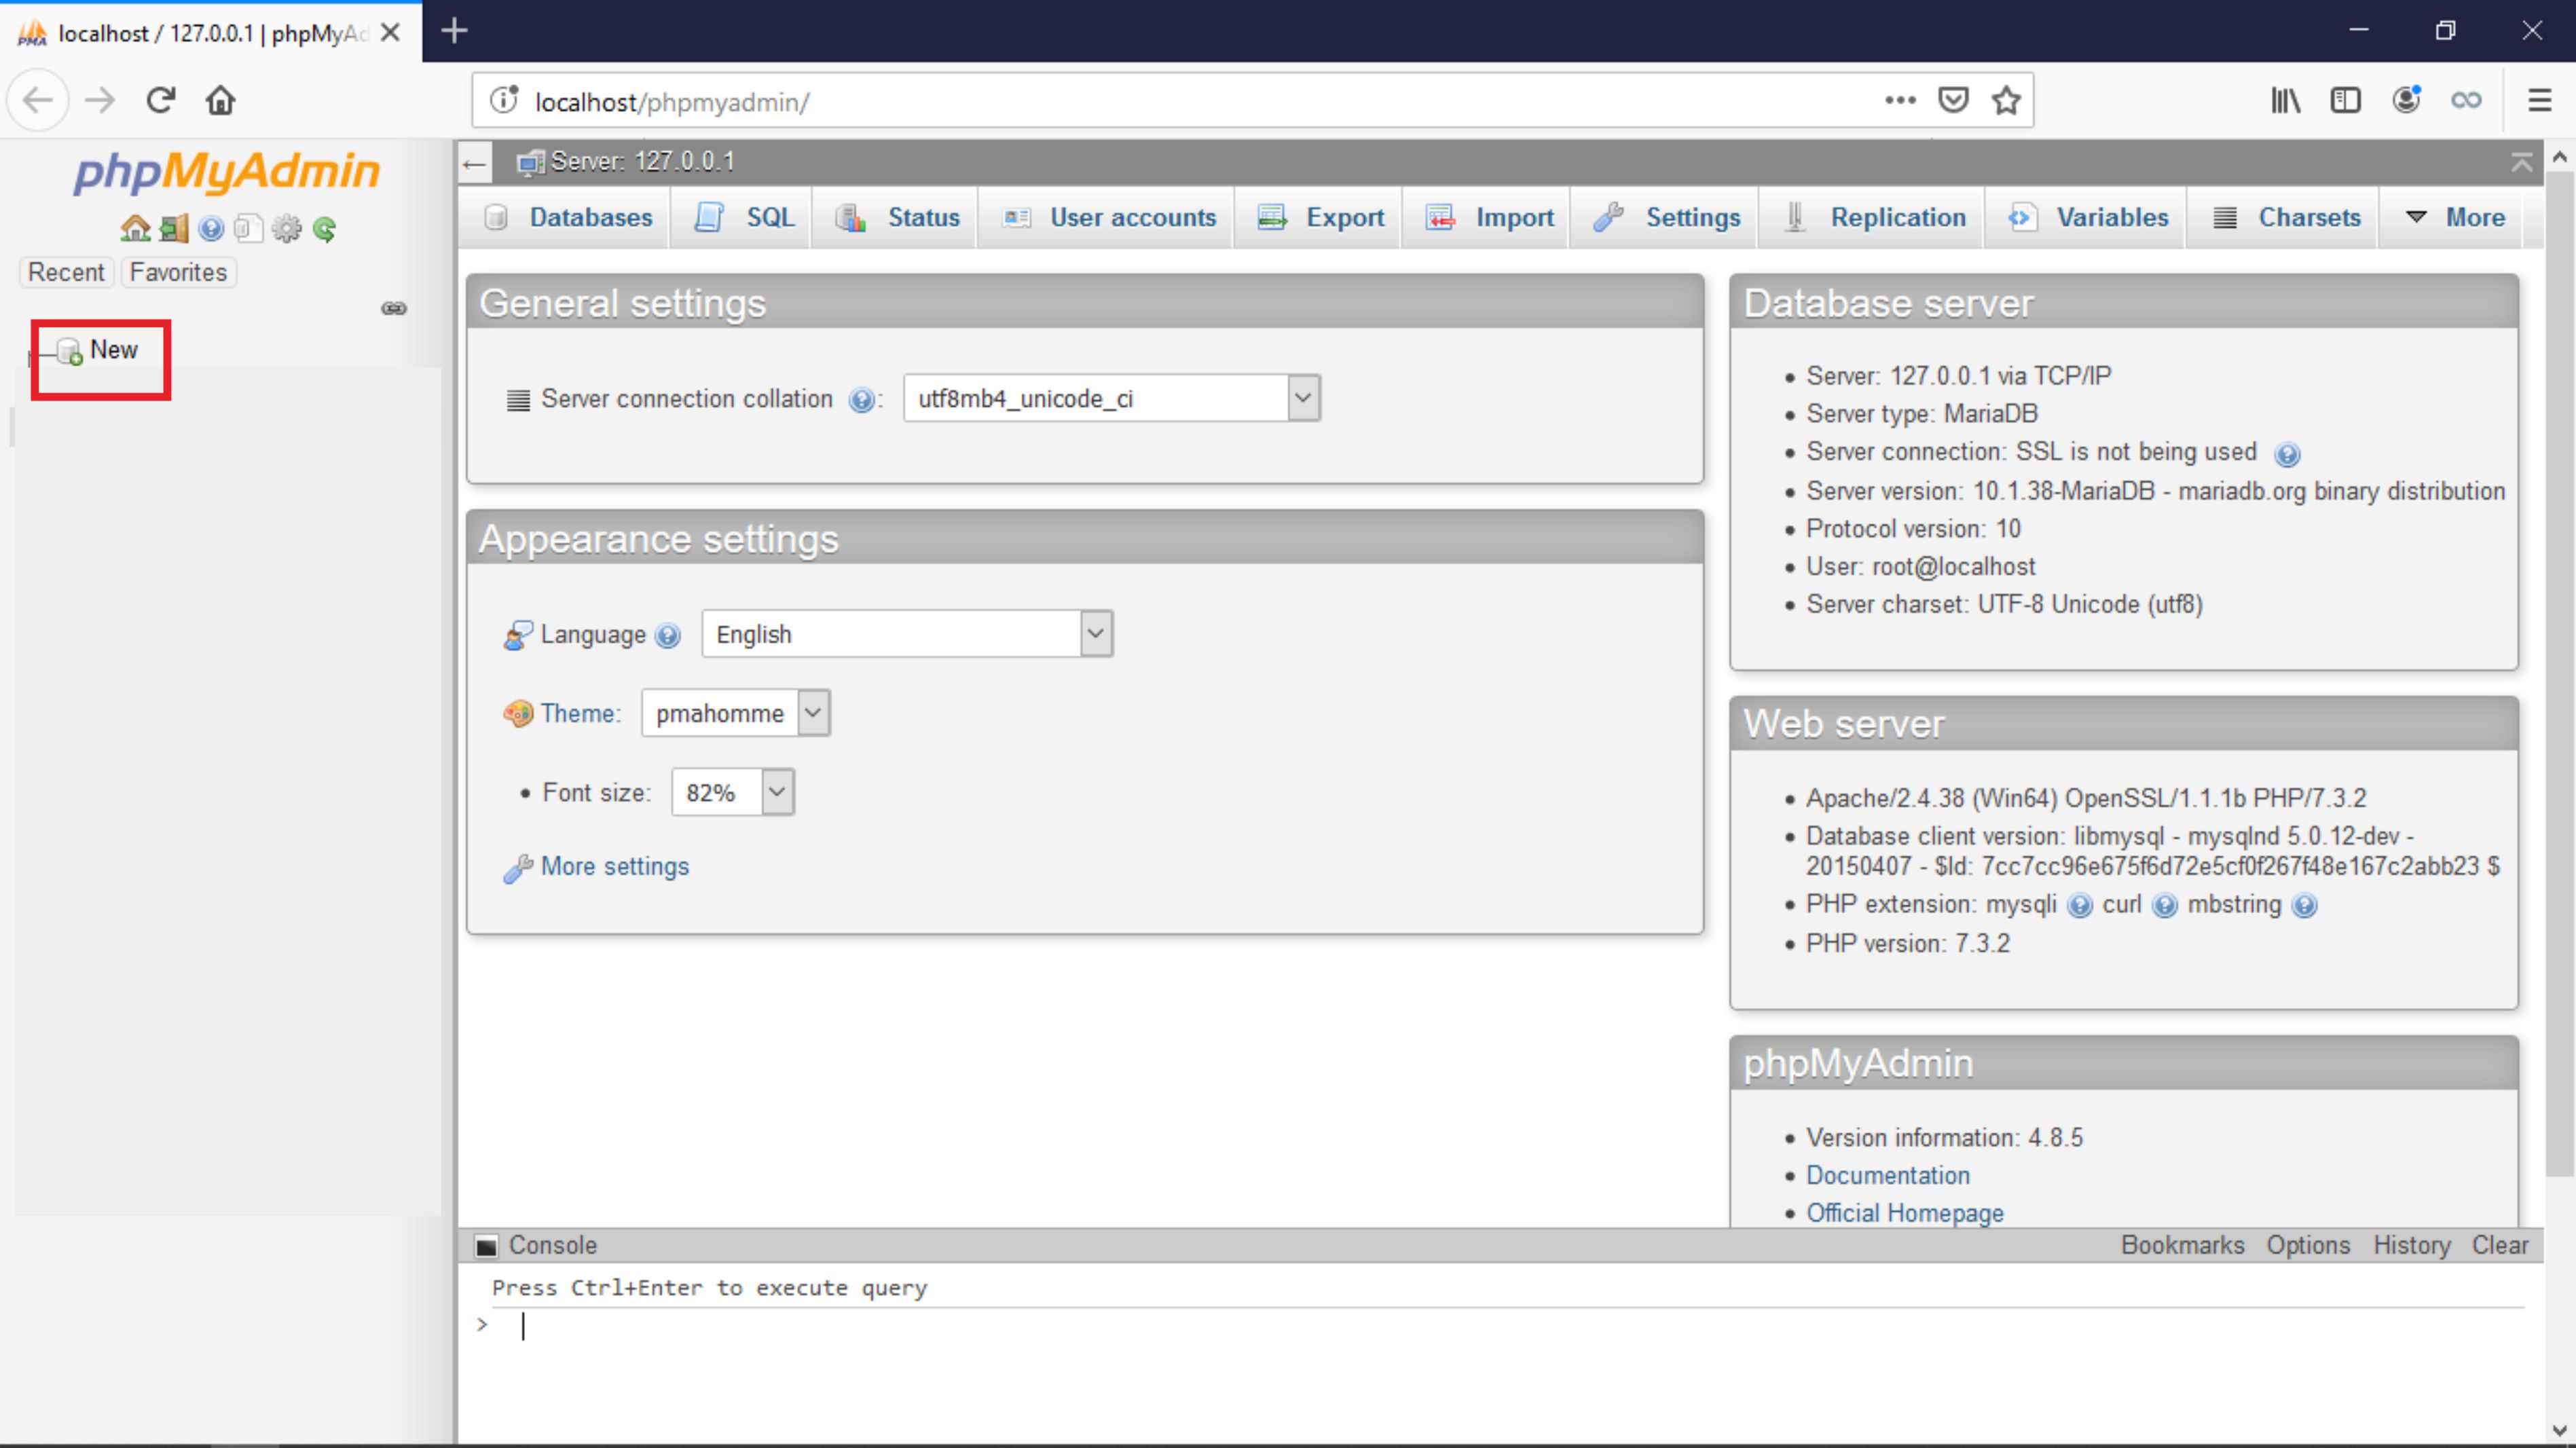 localhost / 127.0.0.1 | phpMyAd
localhost/phpmyadmin/
phpMyAdmin
Recent Favorites
New
Server: 127.0.0.1
Databases SQL Status User accounts Export Import Settings Replication Variables Charsets More
General settings
Server connection collation : utf8mb4_unicode_ci
Appearance settings
Language English
Theme: pmahomme
• Font size: 82%
More settings
Database server
• Server: 127.0.0.1 via TCP/IP
• Server type: MariaDB
• Server connection: SSL is not being used
• Server version: 10.1.38-MariaDB - mariadb.org binary distribution
• Protocol version: 10
• User: root@localhost
• Server charset: UTF-8 Unicode (utf8)
Web server
• Apache/2.4.38 (Win64) OpenSSL/1.1.1b PHP/7.3.2
• Database client version: libmysql - mysqlnd 5.0.12-dev -
20150407 - $Id: 7cc7cc96e675f6d72e5cf0f267f48e167c2abb23 $
• PHP extension: mysqli curl mbstring
• PHP version: 7.3.2
phpMyAdmin
• Version information: 4.8.5
• Documentation
• Official Homepage
Console Bookmarks Options History Clear
Press Ctrl+Enter to execute query
>